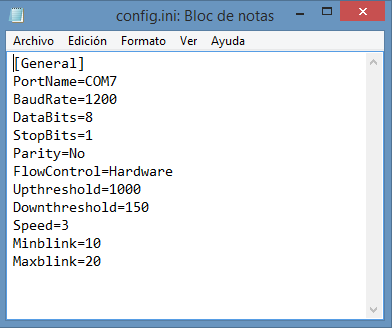 config.ini: Bloc de notas
Archivo Edición Formato Ver Ayuda
[General]
PortName=COM7
BaudRate=1200
DataBits=8
StopBits=1
Parity=No
FlowControl=Hardware
Upthreshold=1000
Downthreshold=150
Speed=3
Minblink=10
Maxblink=20